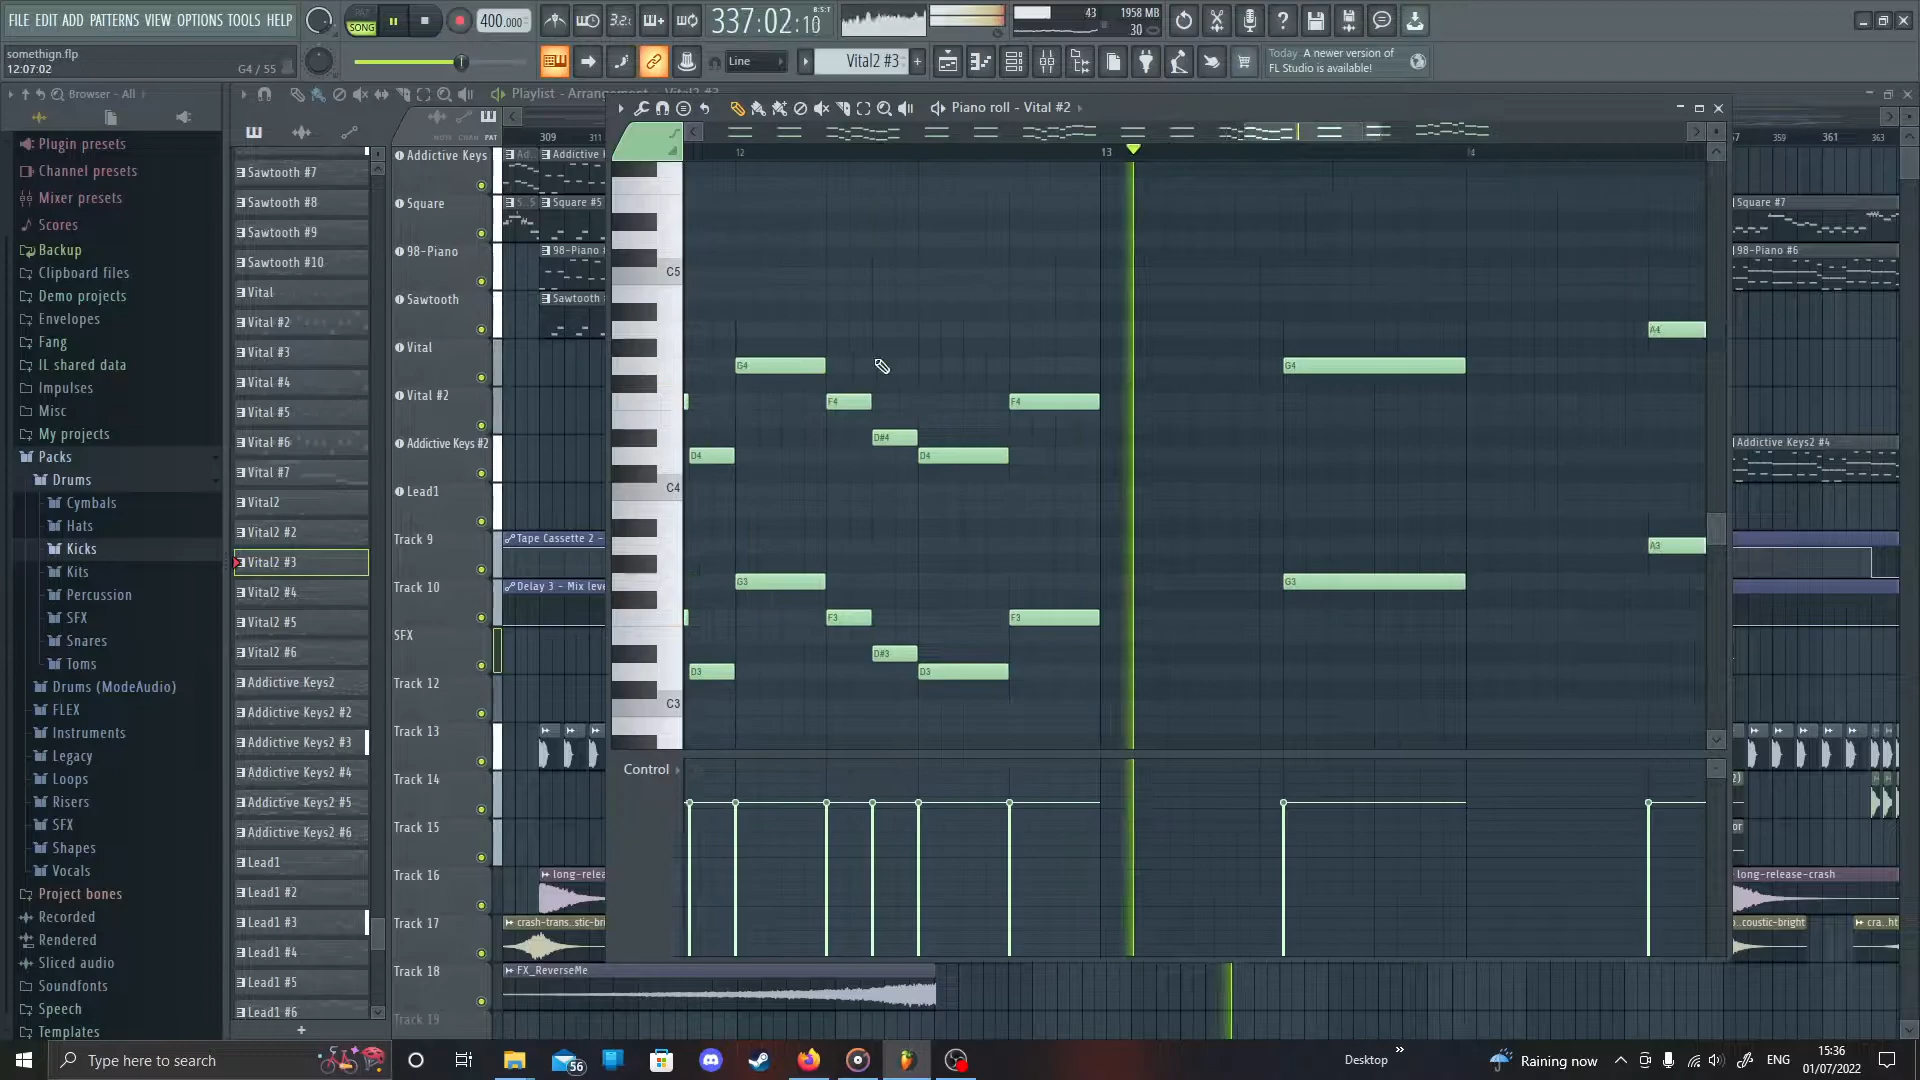 FILE EDIT ADD PATTERNS VIEW OPTIONS TOOLS HELP
PAT
SONG
400.000
3.2.
337:02:10
B:S:T
43
1958 MB
30
somethign.flp
12:07:02
G4 / 55
Line
Vital2 #3
Today A newer version of
FL Studio is available!
Browser - All
Plugin presets
Channel presets
Mixer presets
Scores
Backup
Clipboard files
Demo projects
Envelopes
Fang
IL shared data
Impulses
Misc
My projects
Packs
Drums
Cymbals
Hats
Kicks
Kits
Percussion
SFX
Snares
Toms
Drums (ModeAudio)
FLEX
Instruments
Legacy
Loops
Risers
SFX
Shapes
Vocals
Project bones
Recorded
Rendered
Sliced audio
Soundfonts
Speech
Templates
Playlist - Arrangement
Sawtooth #7
Sawtooth #8
Sawtooth #9
Sawtooth #10
Vital
Vital #2
Vital #3
Vital #4
Vital #5
Vital #6
Vital #7
Vital2
Vital2 #2
Vital2 #3
Vital2 #4
Vital2 #5
Vital2 #6
Addictive Keys2
Addictive Keys2 #2
Addictive Keys2 #3
Addictive Keys2 #4
Addictive Keys2 #5
Addictive Keys2 #6
Lead1
Lead1 #2
Lead1 #3
Lead1 #4
Lead1 #5
Lead1 #6
NOTE CHAN PAT
309
311
Addictive Keys
Square
98-Piano
Sawtooth
Vital
Vital #2
Addictive Keys #2
Lead1
Track 9
Track 10
SFX
Track 12
Track 13
Track 14
Track 15
Track 16
Track 17
Track 18
Track 19
Ad..
Addictive
S..5
Square #5
98-Piano
Sawtooth
Tape Cassette 2 -
Delay 3 - Mix leve
long-relea
crash-trans..stic-bri
FX_ReverseMe
Piano roll - Vital #2
12
13
14
C5
C4
C3
D4
G4
F4
D#4
D4
F4
G4
A4
D3
G3
F3
D#3
D3
F3
G3
A3
Control
359
361
363
Square #7
98-Piano #6
Addictive Keys2 #4
long-release-crash
..coustic-bright
cra..ht
Type here to search
56
Desktop
Raining now
ENG
15:36
01/07/2022